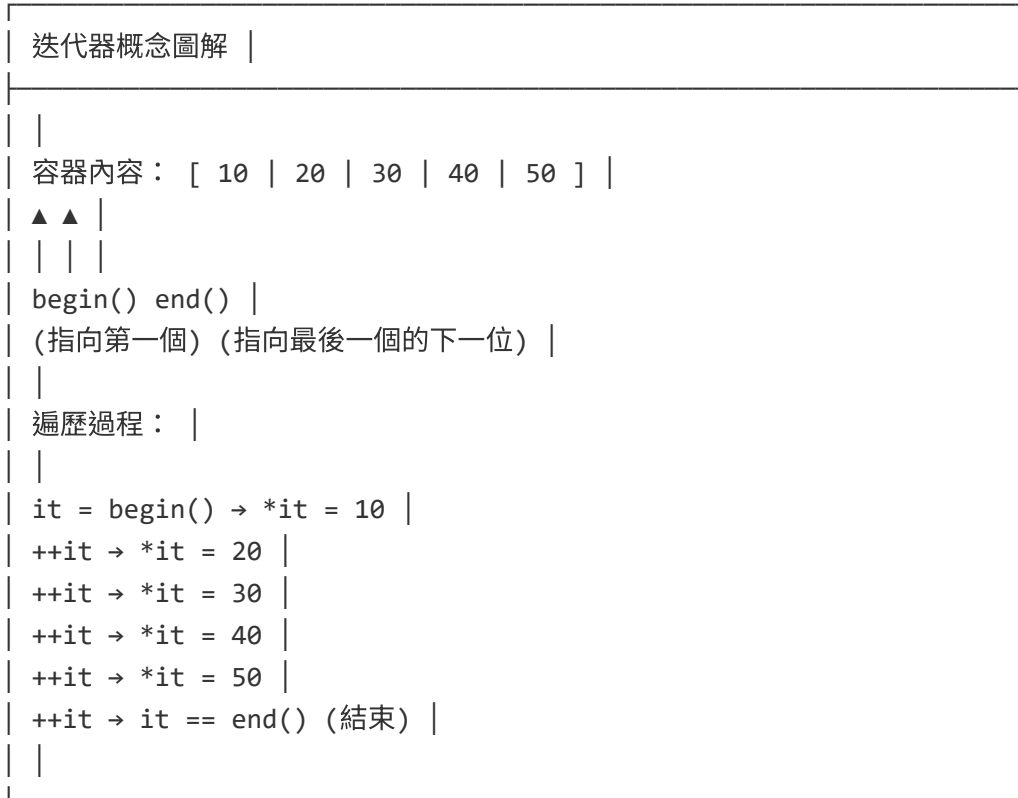 ┌──────────────────────────────────────────────────
│ 迭代器概念圖解 │
├──────────────────────────────────────────────────
│ │
│ 容器內容： [ 10 | 20 | 30 | 40 | 50 ] │
│ ▲ ▲ │
│ │ │ │
│ begin() end() │
│ (指向第一個) (指向最後一個的下一位) │
│ │
│ 遍歷過程： │
│ │
│ it = begin() → *it = 10 │
│ ++it → *it = 20 │
│ ++it → *it = 30 │
│ ++it → *it = 40 │
│ ++it → *it = 50 │
│ ++it → it == end() (結束) │
│ │